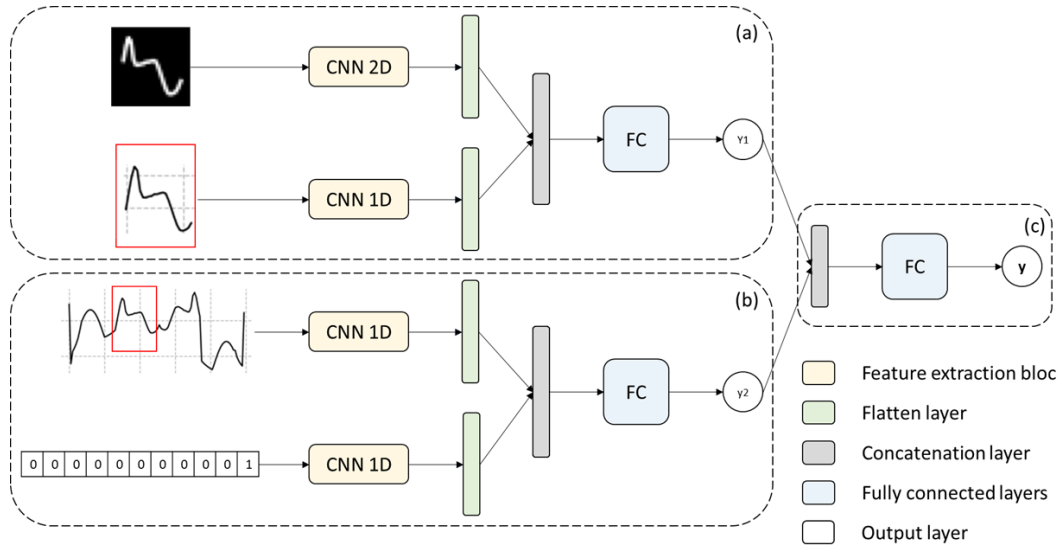 (a)
CNN 2D
FC
Y1
CNN 1D
(c)
FC
y
(b)
CNN 1D
FC
y2
0 0 0 0 0 0 0 0 0 0 1
CNN 1D
Feature extraction bloc
Flatten layer
Concatenation layer
Fully connected layers
Output layer